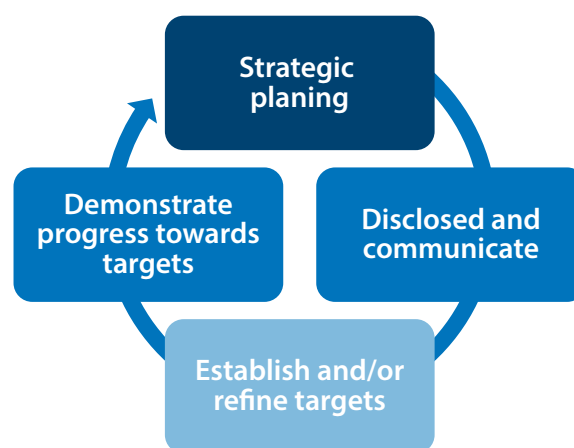 Strategic
planing
Disclosed and
communicate
Establish and/or
refine targets
Demonstrate
progress towards
targets